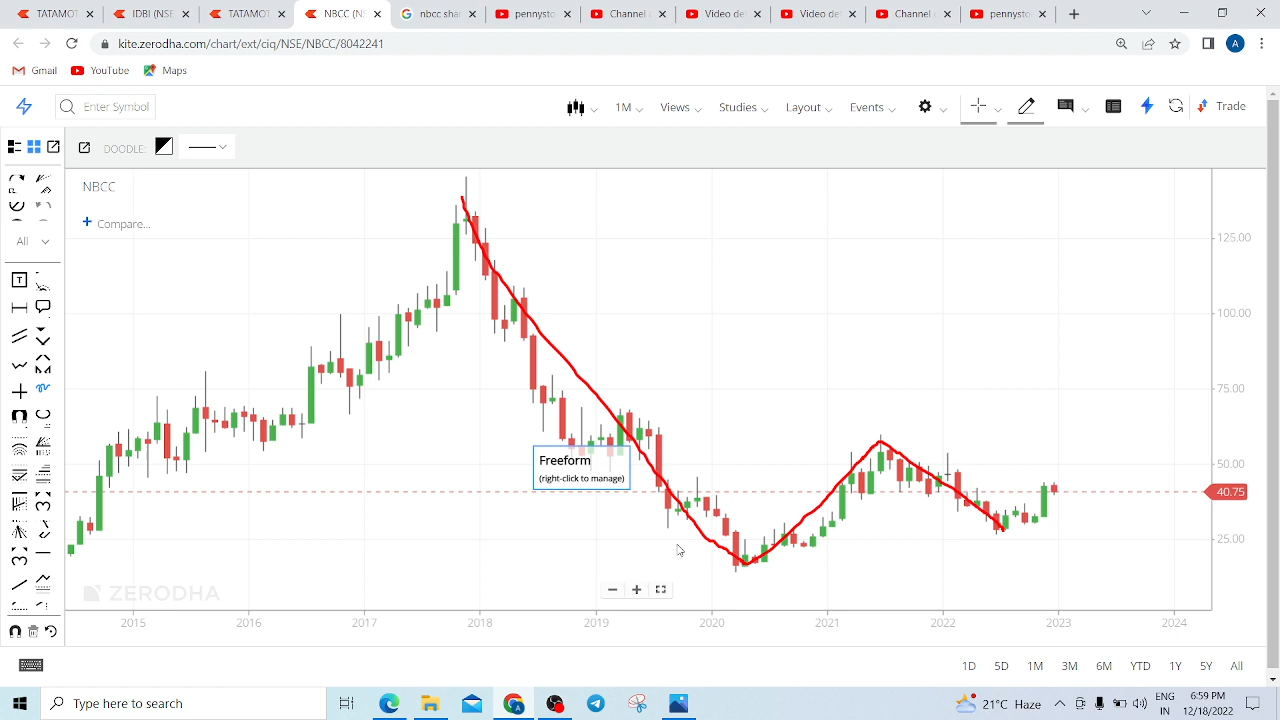 TATAMOT
IDBI (NSE
TATAMOT
NBCC (NS
nbcc shar
pennysto
Channel c
Video det
Video det
Channel c
pennysto
kite.zerodha.com/chart/ext/ciq/NSE/NBCC/8042241
A
Gmail
YouTube
Maps
Enter Symbol
1M
Views
Studies
Layout
Events
Trade
DOODLE:
NBCC
Compare...
All
T
125.00
100.00
75.00
50.00
40.75
25.00
Freeform
(right-click to manage)
ZERODHA
2015
2016
2017
2018
2019
2020
2021
2022
2023
2024
1D
5D
1M
3M
6M
YTD
1Y
5Y
All
Type here to search
21°C Haze
ENG
IN
6:59 PM
12/18/2022